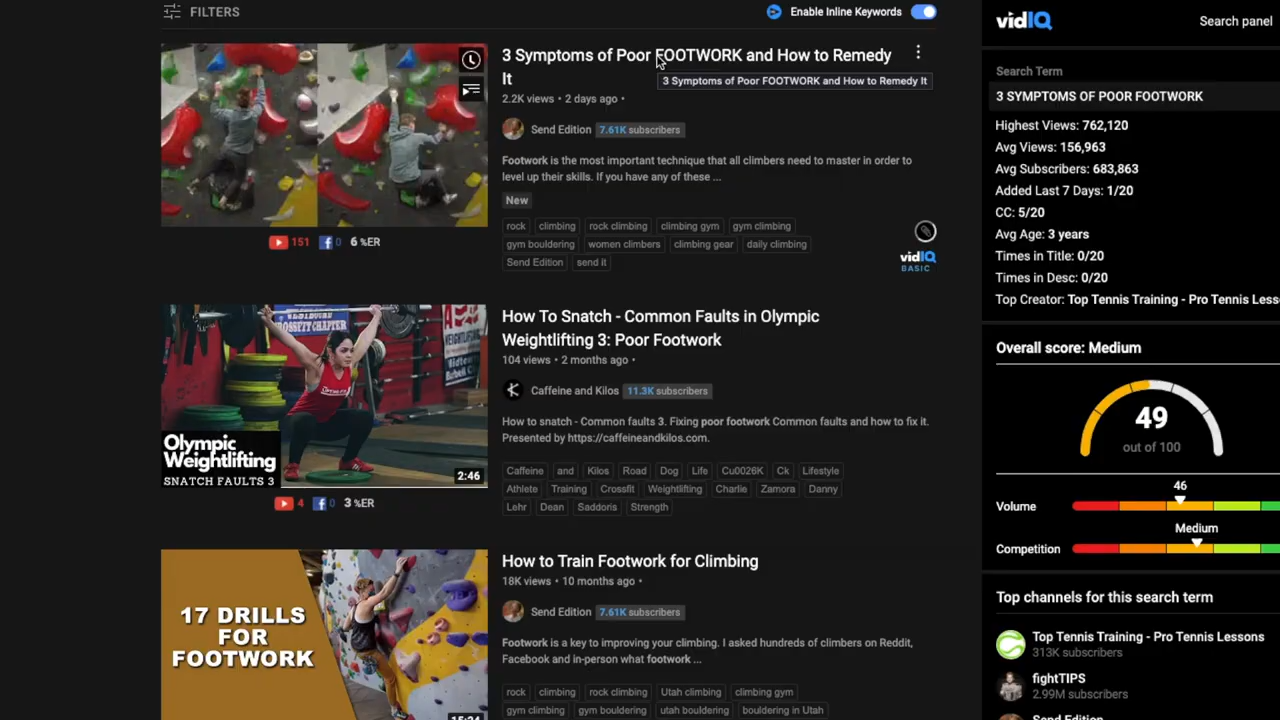 FILTERS
Enable Inline Keywords
3 Symptoms of Poor FOOTWORK and How to Remedy
It
3 Symptoms of Poor FOOTWORK and How to Remedy It
2.2K views • 2 days ago •
Send Edition 7.61K subscribers
Footwork is the most important technique that all climbers need to master in order to
level up their skills. If you have any of these ...
New
rock climbing rock climbing climbing gym gym climbing
gym bouldering women climbers climbing gear daily climbing
Send Edition send it
vidIQ
BASIC
151 0 6 %ER
How To Snatch - Common Faults in Olympic
Weightlifting 3: Poor Footwork
104 views • 2 months ago •
Caffeine and Kilos 11.3K subscribers
How to snatch - Common faults 3. Fixing poor footwork Common faults and how to fix it.
Presented by https://caffeineandkilos.com.
Caffeine and Kilos Road Dog Life Cu0026K Ck Lifestyle
Athlete Training Crossfit Weightlifting Charlie Zamora Danny
Lehr Dean Saddoris Strength
Olympic
Weightlifting
SNATCH FAULTS 3
2:46
4 0 3 %ER
How to Train Footwork for Climbing
18K views • 10 months ago •
Send Edition 7.61K subscribers
Footwork is a key to improving your climbing. I asked hundreds of climbers on Reddit,
Facebook and in-person what footwork ...
rock climbing rock climbing Utah climbing climbing gym
gym climbing gym bouldering utah bouldering bouldering in Utah
17 DRILLS
FOR
FOOTWORK
15:24
vidIQ
Search panel
Search Term
3 SYMPTOMS OF POOR FOOTWORK
Highest Views: 762,120
Avg Views: 156,963
Avg Subscribers: 683,863
Added Last 7 Days: 1/20
CC: 5/20
Avg Age: 3 years
Times in Title: 0/20
Times in Desc: 0/20
Top Creator: Top Tennis Training - Pro Tennis Less
Overall score: Medium
49
out of 100
46
Volume
Medium
Competition
Top channels for this search term
Top Tennis Training - Pro Tennis Lessons
313K subscribers
fightTIPS
2.99M subscribers
Send Edition